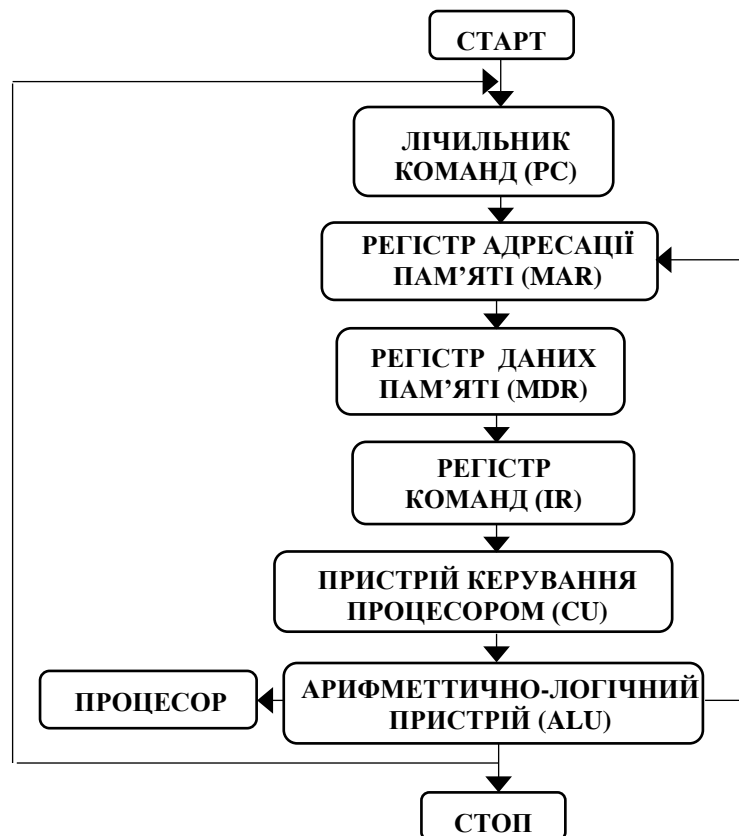 СТАРТ
ЛІЧИЛЬНИК
КОМАНД (PC)
РЕГІСТР АДРЕСАЦІЇ
ПАМ’ЯТІ (MAR)
РЕГІСТР ДАНИХ
ПАМ’ЯТІ (MDR)
РЕГІСТР
КОМАНД (IR)
ПРИСТРІЙ КЕРУВАННЯ
ПРОЦЕСОРОМ (CU)
ПРОЦЕСОР
АРИФМЕТТИЧНО-ЛОГІЧНИЙ
ПРИСТРІЙ (ALU)
СТОП